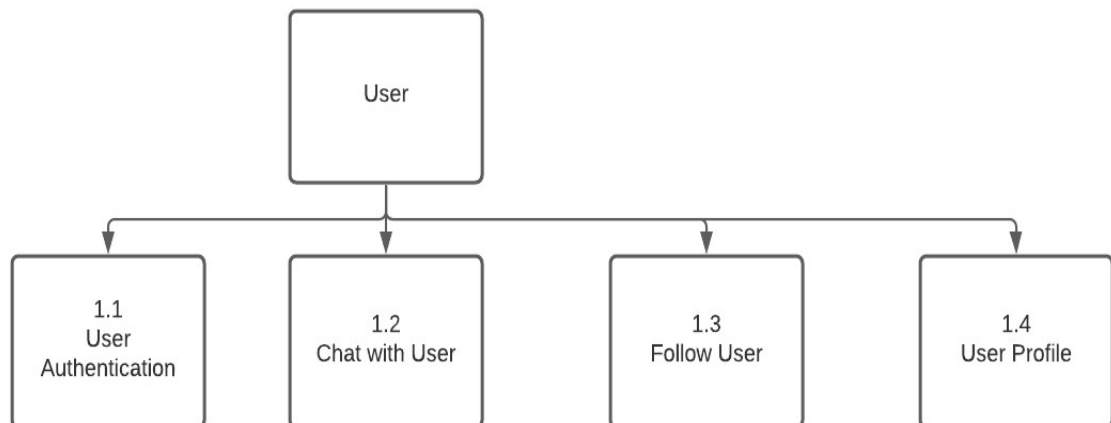 User
1.1
User
Authentication
1.2
Chat with User
1.3
Follow User
1.4
User Profile